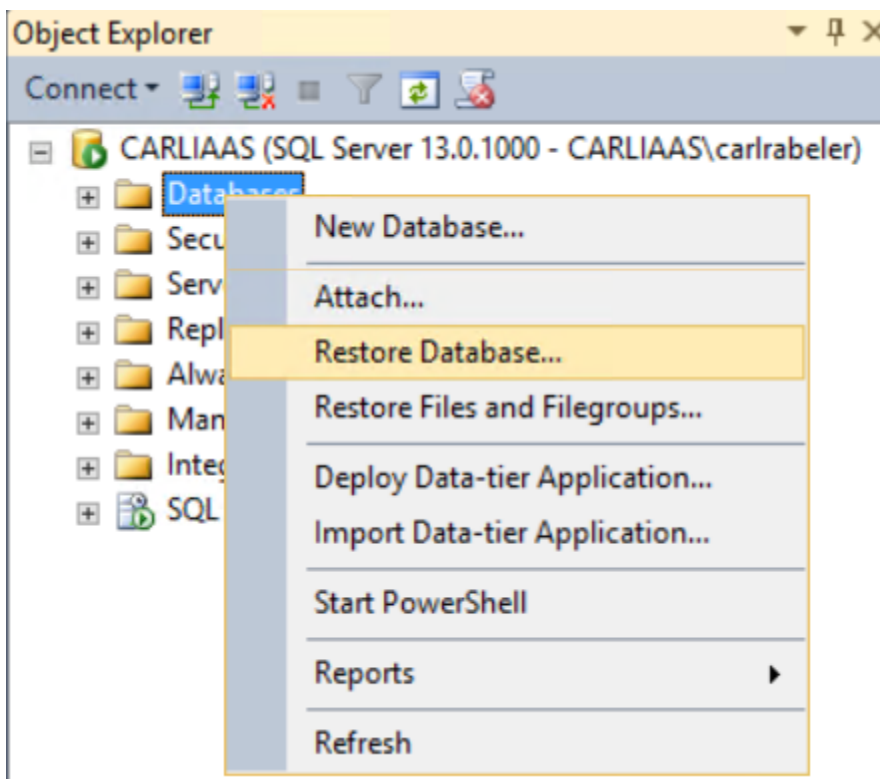 Object Explorer
Connect
CARLIAAS (SQL Server 13.0.1000 - CARLIAAS\carlrabeler)
Databases
New Database...
Secu
Attach...
Serv
Repl
Restore Database...
Alwa
Restore Files and Filegroups...
Man
Integ
Deploy Data-tier Application...
SQL
Import Data-tier Application...
Start PowerShell
Reports
Refresh